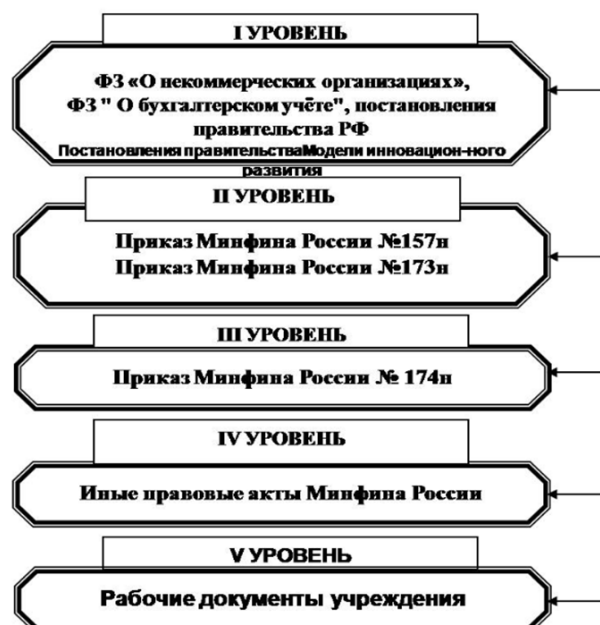 I УРОВЕНЬ
ФЗ «О некоммерческих организациях»,
ФЗ " О бухгалтерском учёте", постановления
правительства РФ
Постановления правительстваМодели инновацион-ного
развития
II УРОВЕНЬ
Приказ Минфина России №157н
Приказ Минфина России №173н
III УРОВЕНЬ
Приказ Минфина России № 174н
IV УРОВЕНЬ
Иные правовые акты Минфина России
V УРОВЕНЬ
Рабочие документы учреждения